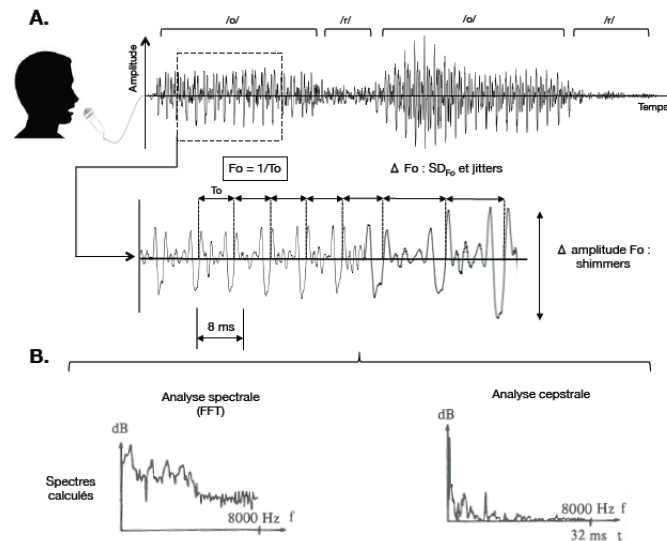 A.
/o/ /r/ /o/ /r/
Amplitude
Temps
Fo = 1/To
Δ Fo : SDFo et jitters
To
Δ amplitude Fo :
shimmers
8 ms
B.
Analyse spectrale
(FFT)
Analyse cepstrale
dB
dB
Spectres
calculés
8000 Hz f
8000 Hz f
32 ms t